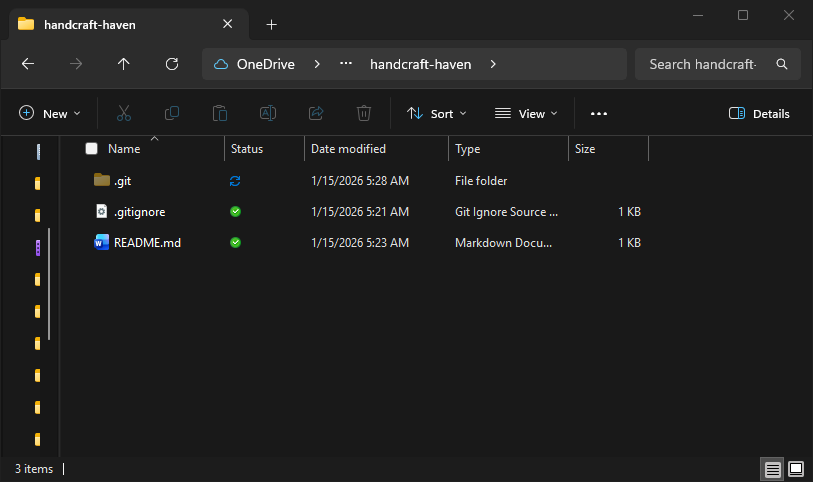 handcraft-haven
OneDrive ··· handcraft-haven Search handcraft-
New Sort View ··· Details
Name Status Date modified Type Size
.git 1/15/2026 5:28 AM File folder
.gitignore 1/15/2026 5:21 AM Git Ignore Source ... 1 KB
README.md 1/15/2026 5:23 AM Markdown Docu... 1 KB
3 items